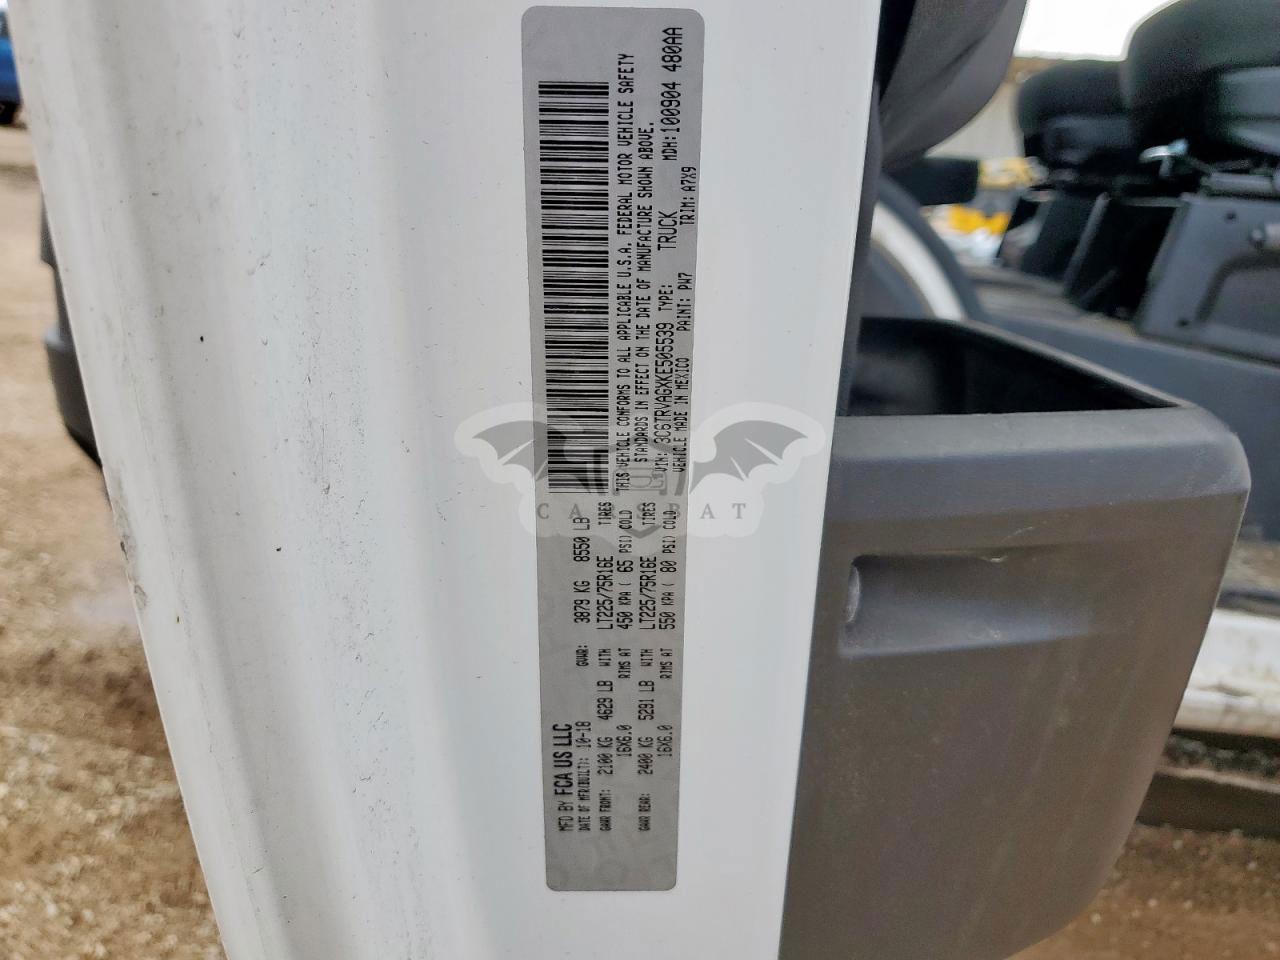 MFD BY FCA US LLC
DATE OF MFR(BUILT): 10-18 GVWR: 3879 KG 8550 LB
GAWR FRONT: 2100 KG 4629 LB WITH LT225/75R16E TIRES
16X6.0 RIMS AT 450 KPA ( 65 PSI) COLD
GAWR REAR: 2400 KG 5291 LB WITH LT225/75R16E TIRES
16X6.0 RIMS AT 550 KPA ( 80 PSI) COLD
THIS VEHICLE CONFORMS TO ALL APPLICABLE U.S.A. FEDERAL MOTOR VEHICLE SAFETY
STANDARDS IN EFFECT ON THE DATE OF MANUFACTURE SHOWN ABOVE.
VIN: 3C6TRVAGXKE505539 TYPE: TRUCK MDH:100904 480AA
VEHICLE MADE IN MEXICO PAINT: PW7 TRIM: A7X9
CARSBAT